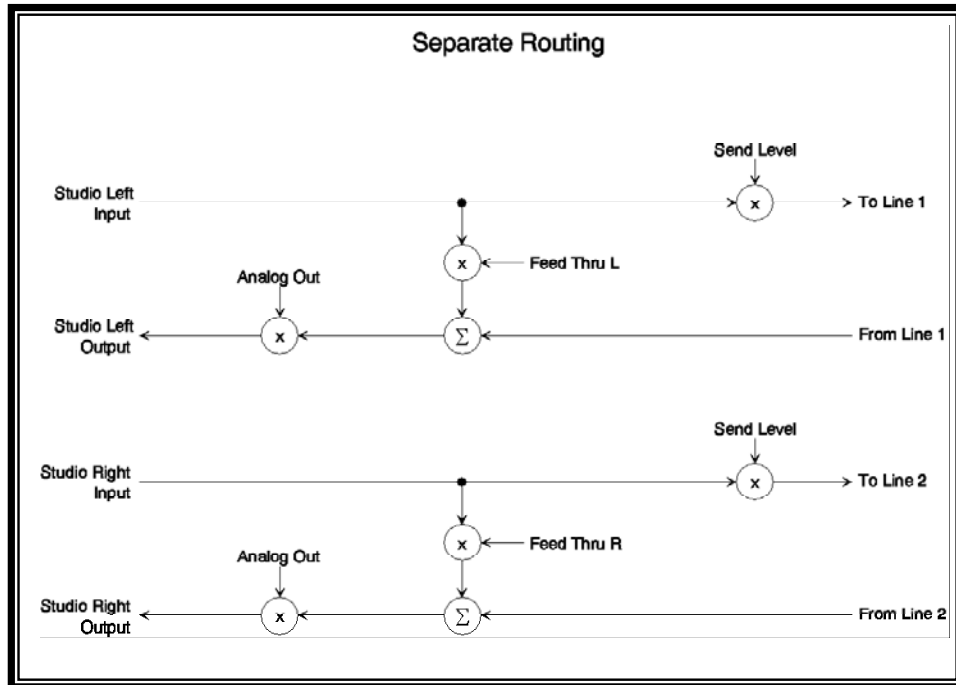 Separate Routing
Send Level
Studio Left
Input
x
To Line 1
x
Feed Thru L
Analog Out
Studio Left
Output
x
Σ
From Line 1
Send Level
Studio Right
Input
x
To Line 2
x
Feed Thru R
Analog Out
Studio Right
Output
x
Σ
From Line 2